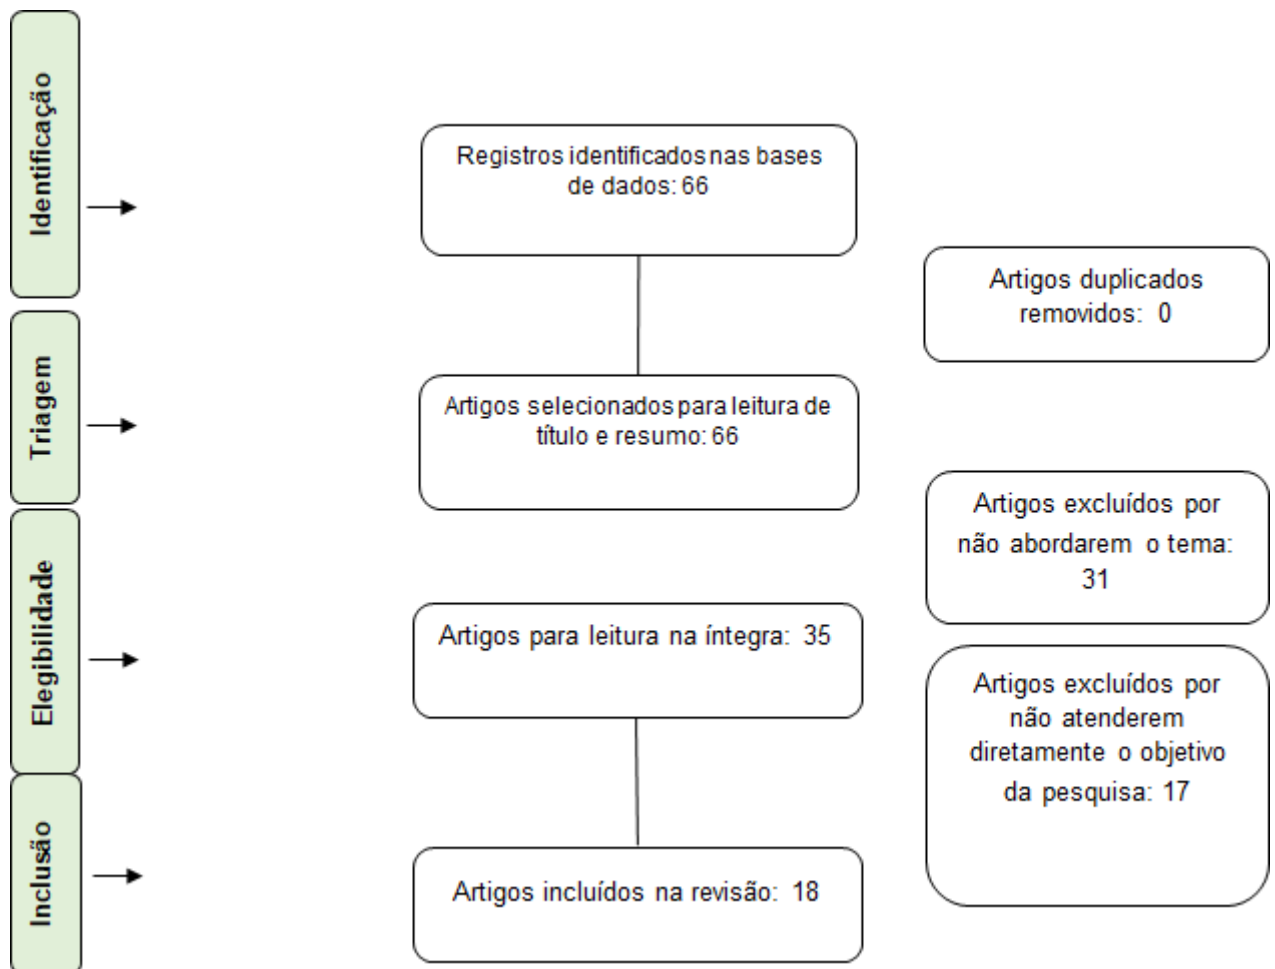 Identificação
Registros identificados nas bases
de dados: 66
Artigos duplicados
removidos: 0
Triagem
Artigos selecionados para leitura de
título e resumo: 66
Artigos excluídos por
não abordarem o tema:
31
Elegibilidade
Artigos para leitura na íntegra: 35
Artigos excluídos por
não atenderem
diretamente o objetivo
da pesquisa: 17
Inclusão
Artigos incluídos na revisão: 18